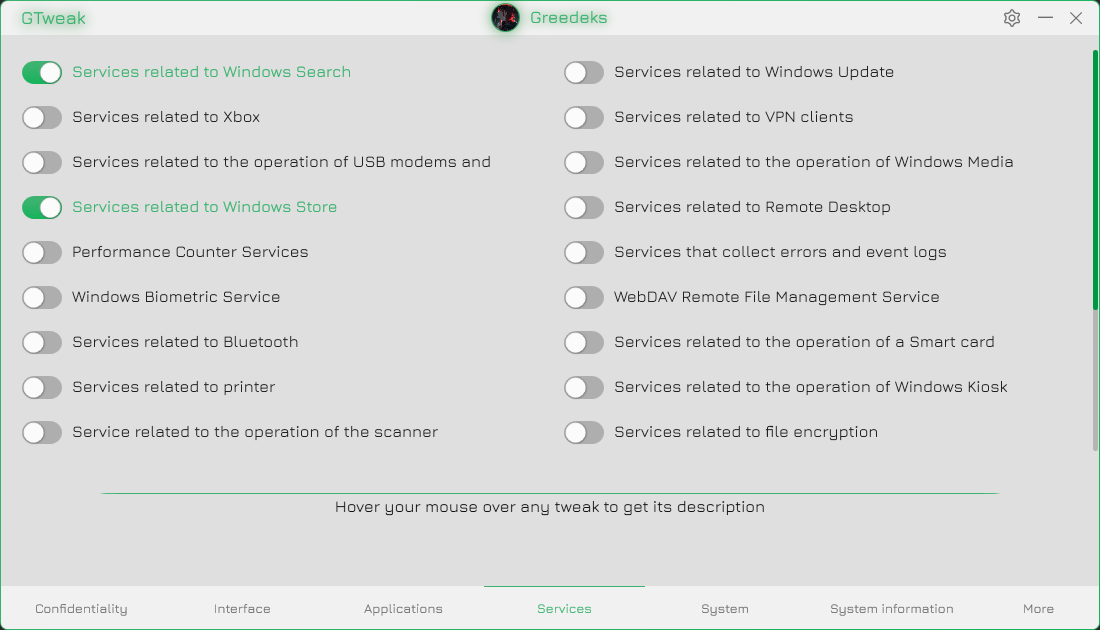 GTweak
Greedeks
Services related to Windows Search
Services related to Windows Update
Services related to Xbox
Services related to VPN clients
Services related to the operation of USB modems and
Services related to the operation of Windows Media
Services related to Windows Store
Services related to Remote Desktop
Performance Counter Services
Services that collect errors and event logs
Windows Biometric Service
WebDAV Remote File Management Service
Services related to Bluetooth
Services related to the operation of a Smart card
Services related to printer
Services related to the operation of Windows Kiosk
Service related to the operation of the scanner
Services related to file encryption
Hover your mouse over any tweak to get its description
Confidentiality
Interface
Applications
Services
System
System information
More